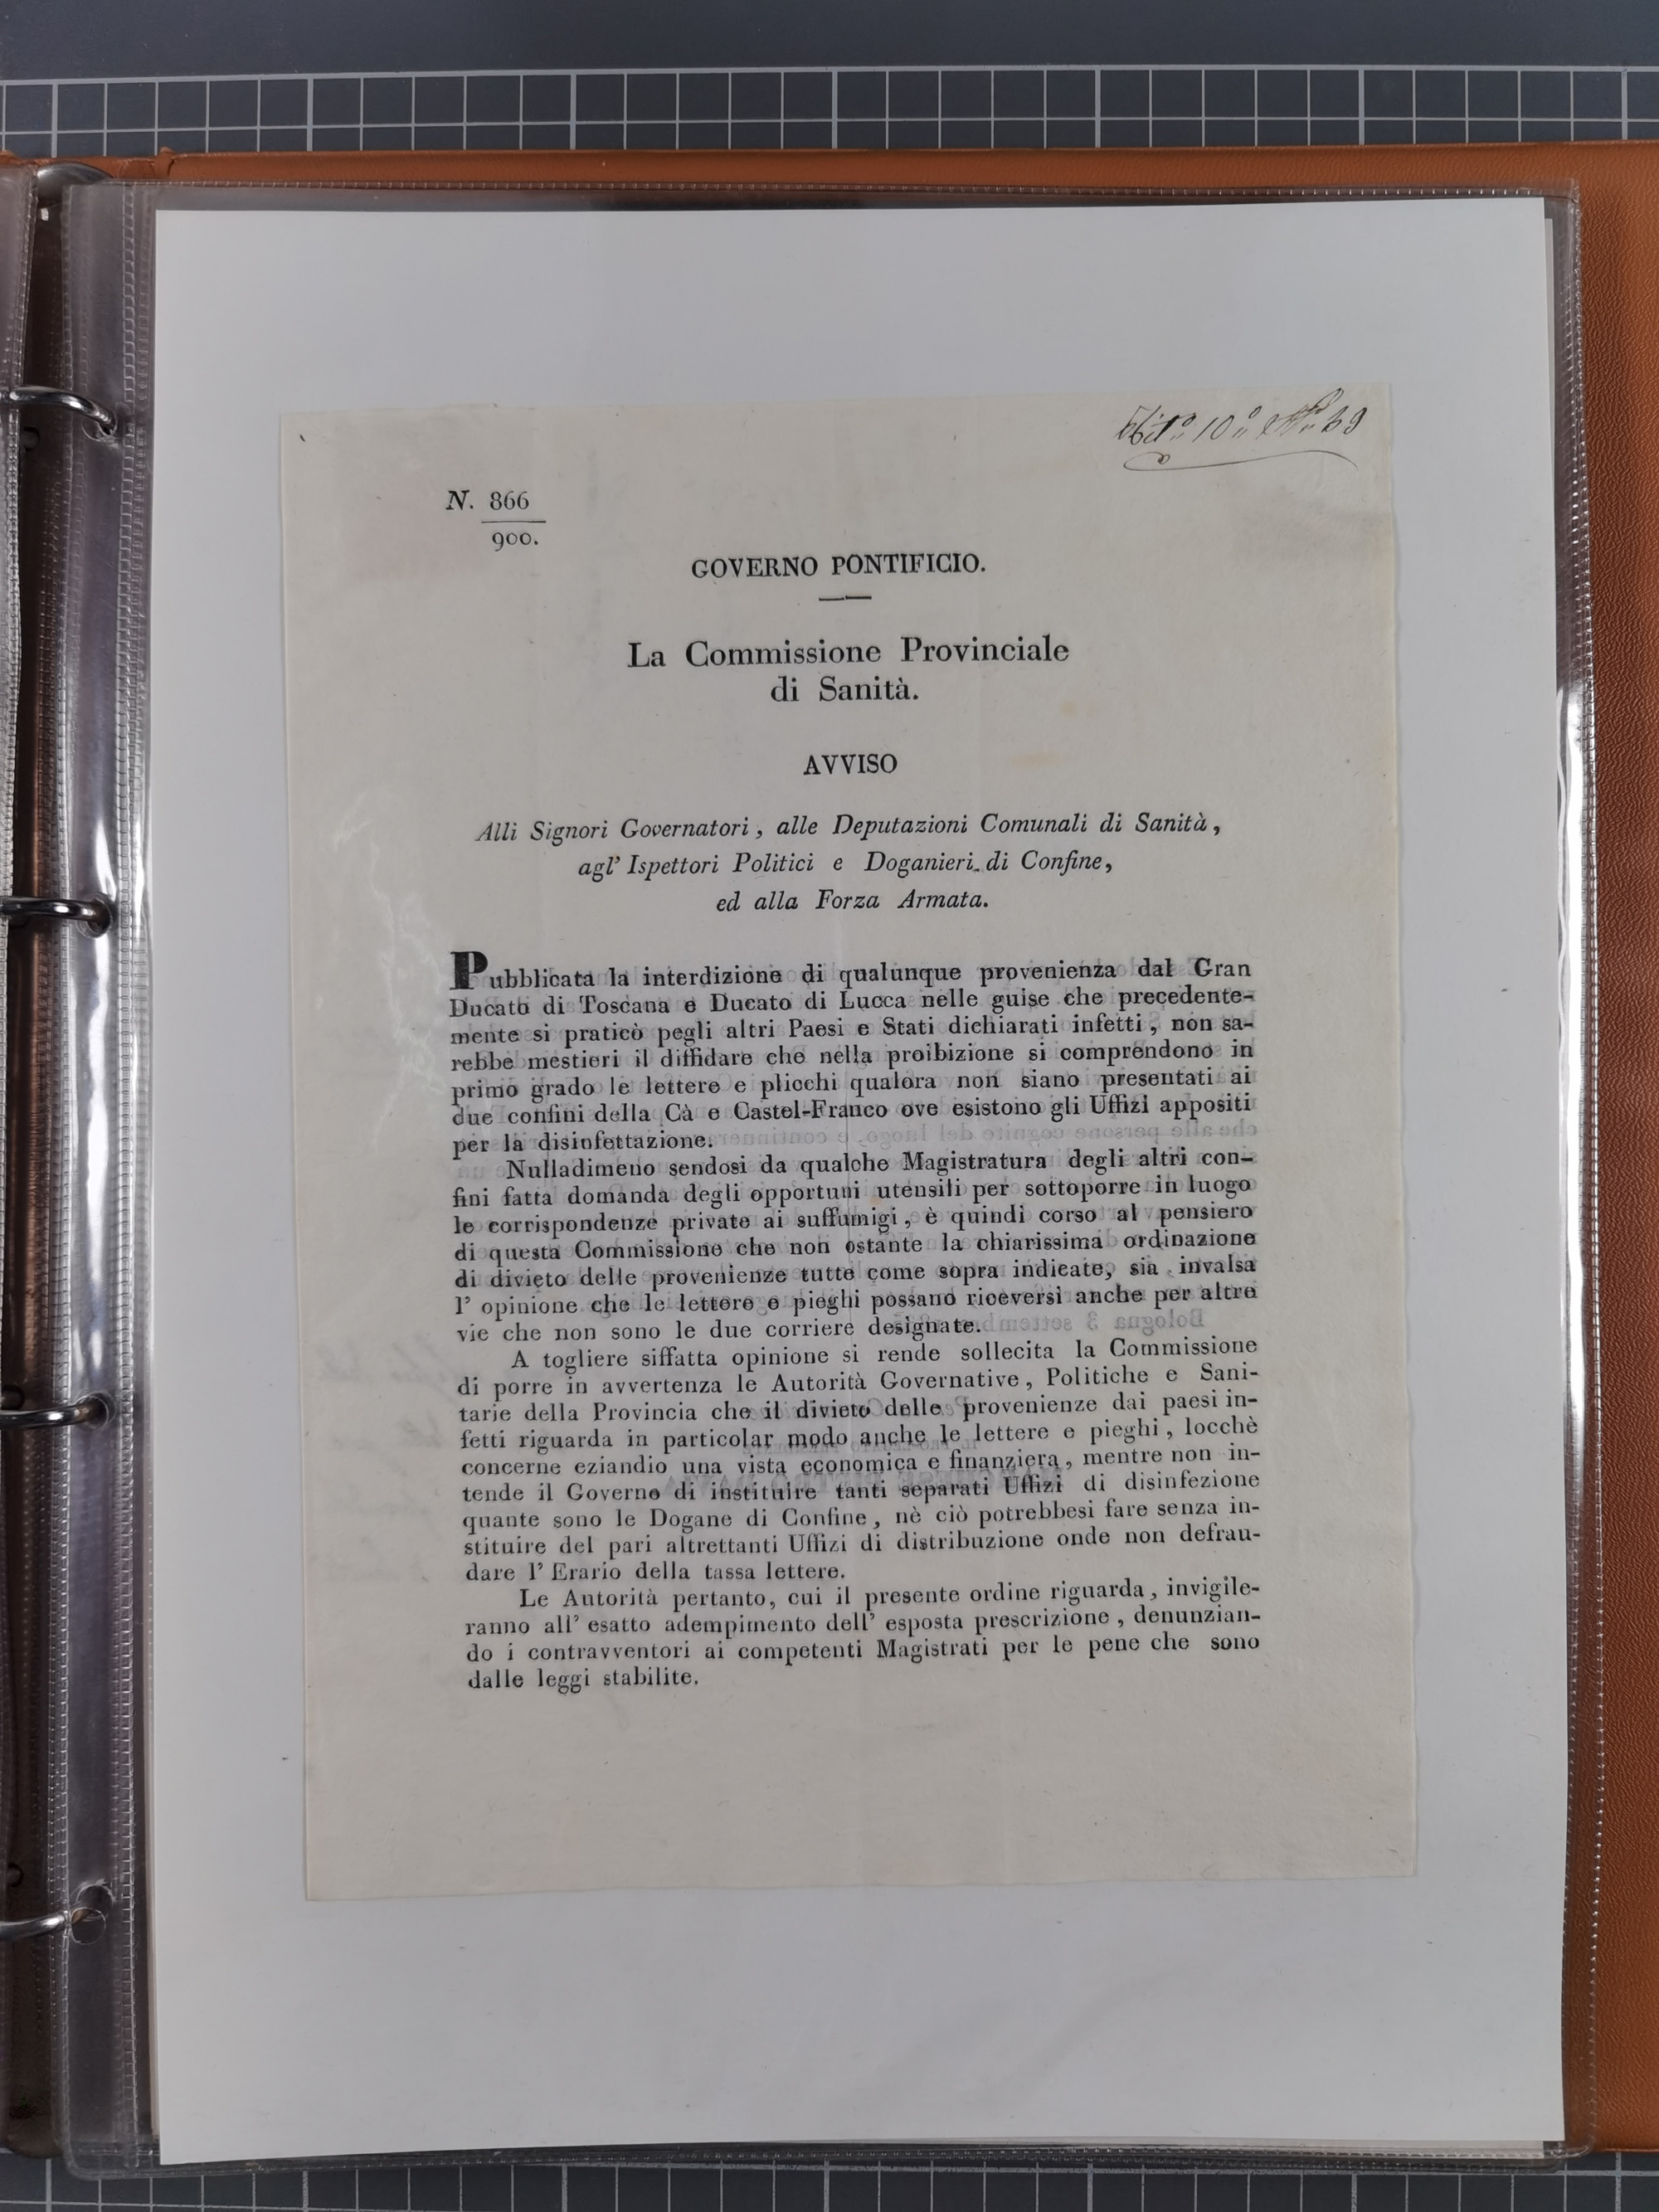 10
N. 866
900.
GOVERNO PONTIFICIO.
La Commissione Provinciale
di Sanità.
AVVISO
Alli Signori Governatori, alle Deputazioni Comunali di Sanità,
agl' Ispettori Politici e Doganieri di Confine,
ed alla Forza Armata.
Pubblicata la interdizione di qualunque provenienza dal Gran
Ducato di Toscana e Ducato di Lucca nelle guise che precedente-
mente si praticò pegli altri Paesi e Stati dichiarati infetti, non sa-
rebbe mestieri il diffidare che nella proibizione si comprendono in
primo grado le lettere e plicchi qualora non siano presentati ai
due confini della Cà e Castel-Franco ove esistono gli Uffizi appositi
per la disinfettazione.
Nulladimeno sendosi da qualche Magistratura degli altri con-
fini fatta domanda degli opportuni utensili per sottoporre in luogo
le corrispondenze private ai suffumigi, è quindi corso al pensiero
di questa Commissione che non ostante la chiarissima ordinazione
di divieto delle provenienze tutte come sopra indicate, sia invalsa
l' opinione che le lettere e pieghi possano riceversi anche per altre
vie che non sono le due corriere designate.
A togliere siffatta opinione si rende sollecita la Commissione
di porre in avvertenza le Autorità Governative, Politiche e Sani-
tarie della Provincia che il divieto delle provenienze dai paesi in-
fetti riguarda in particolar modo anche le lettere e pieghi, locchè
concerne eziandio una vista economica e finanziera, mentre non in-
tende il Governo di instituire tanti separati Uffizi di disinfezione
quante sono le Dogane di Confine, nè ciò potrebbesi fare senza in-
stituire del pari altrettanti Uffizi di distribuzione onde non defrau-
dare l' Erario della tassa lettere.
Le Autorità pertanto, cui il presente ordine riguarda, invigile-
ranno all' esatto adempimento dell' esposta prescrizione, denunzian-
do i contravventori ai competenti Magistrati per le pene che sono
dalle leggi stabilite.